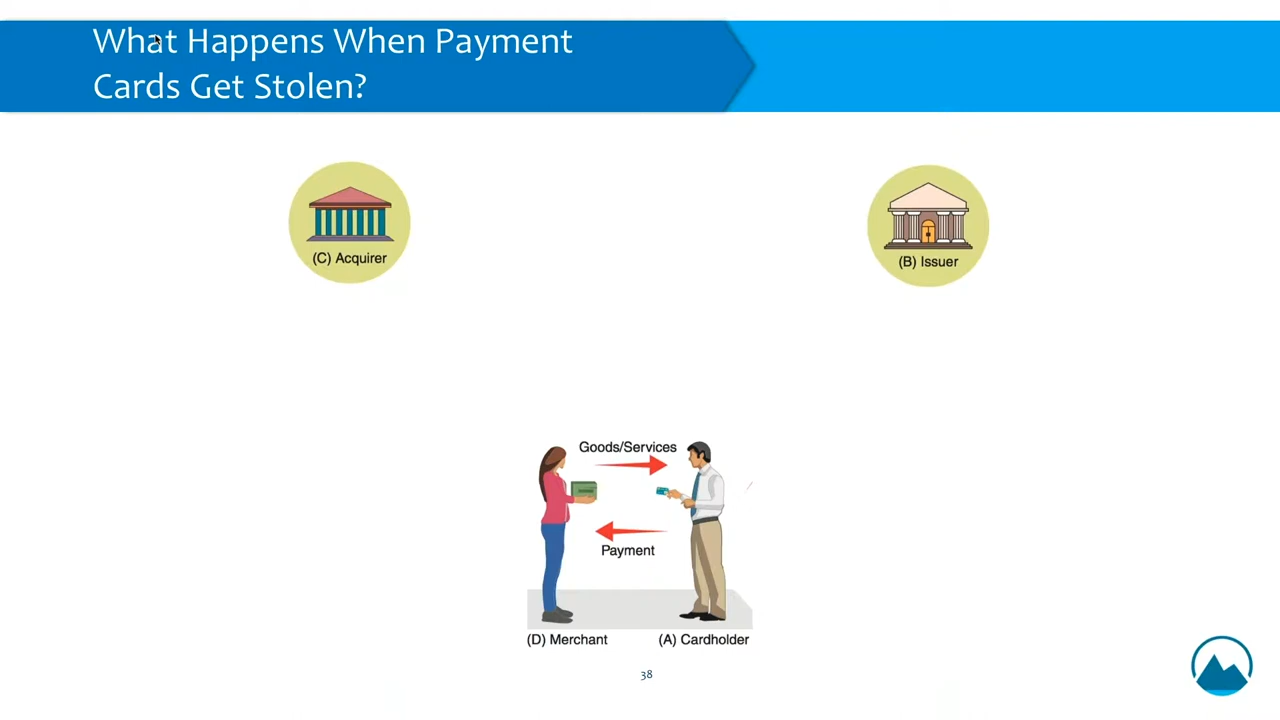 What Happens When Payment
Cards Get Stolen?
(C) Acquirer
(B) Issuer
Goods/Services
Payment
(D) Merchant
(A) Cardholder
38